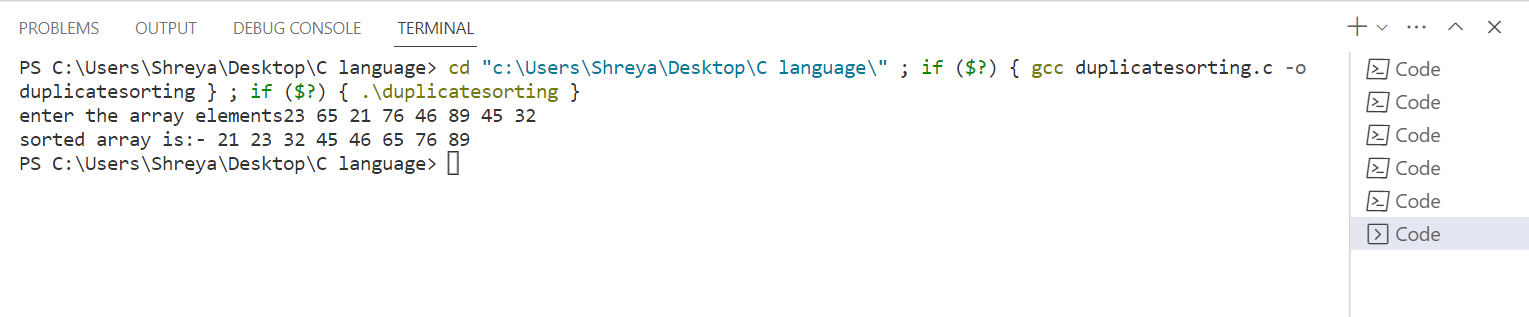 PROBLEMS OUTPUT DEBUG CONSOLE TERMINAL
PS C:\Users\Shreya\Desktop\C language> cd "c:\Users\Shreya\Desktop\C language\" ; if ($?) { gcc duplicatesorting.c -o
duplicatesorting } ; if ($?) { .\duplicatesorting }
enter the array elements23 65 21 76 46 89 45 32
sorted array is:- 21 23 32 45 46 65 76 89
PS C:\Users\Shreya\Desktop\C language>
Code
Code
Code
Code
Code
Code